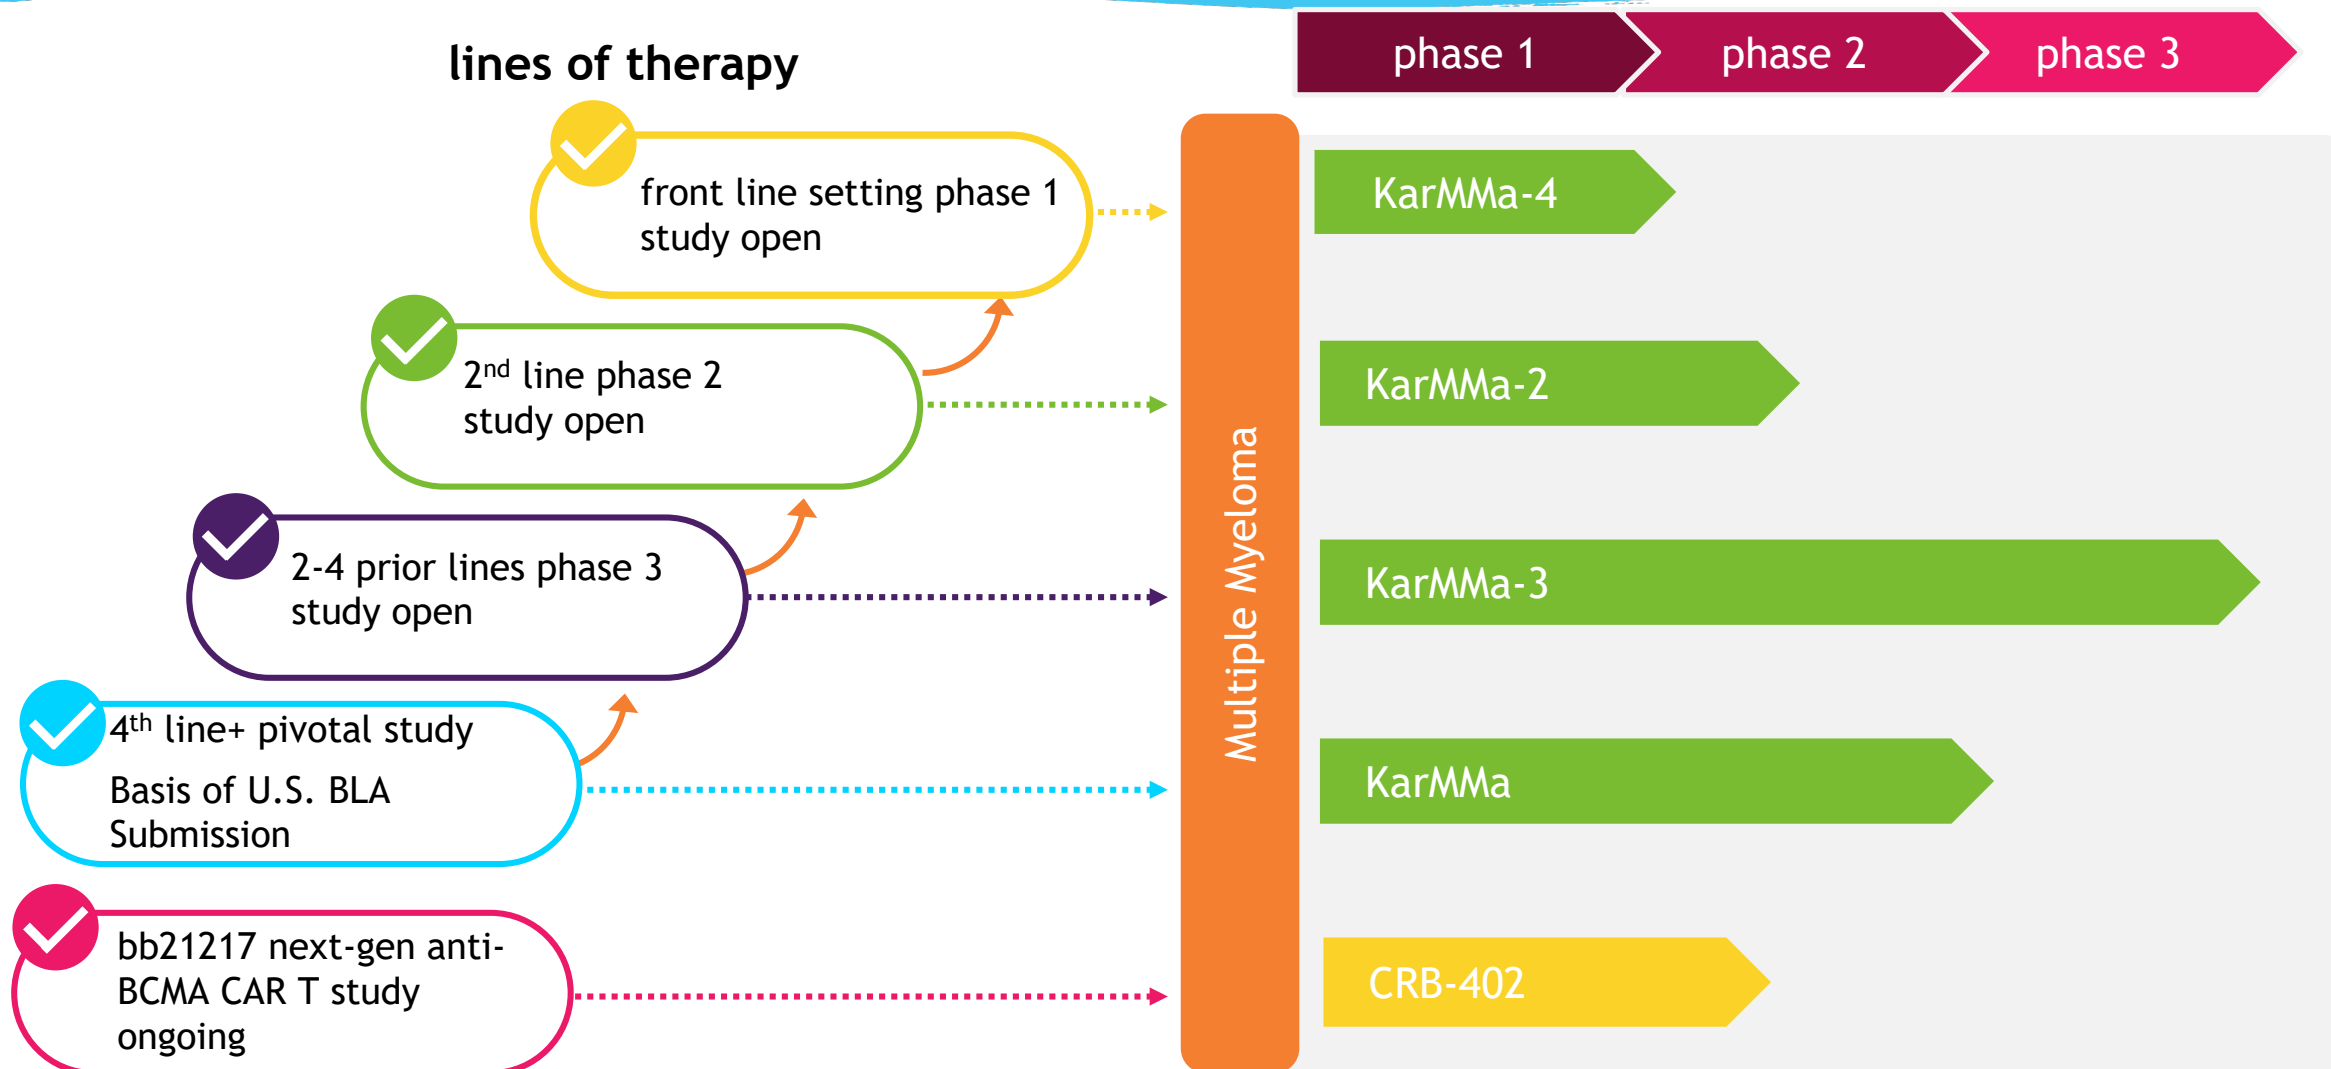 lines of therapy
phase 1
phase 2
phase 3
front line setting phase 1
study open
KarMMa-4
2nd line phase 2
study open
KarMMa-2
2-4 prior lines phase 3
study open
KarMMa-3
4th line+ pivotal study
Basis of U.S. BLA
Submission
KarMMa
bb21217 next-gen anti-
BCMA CAR T study
ongoing
CRB-402
Multiple Myeloma